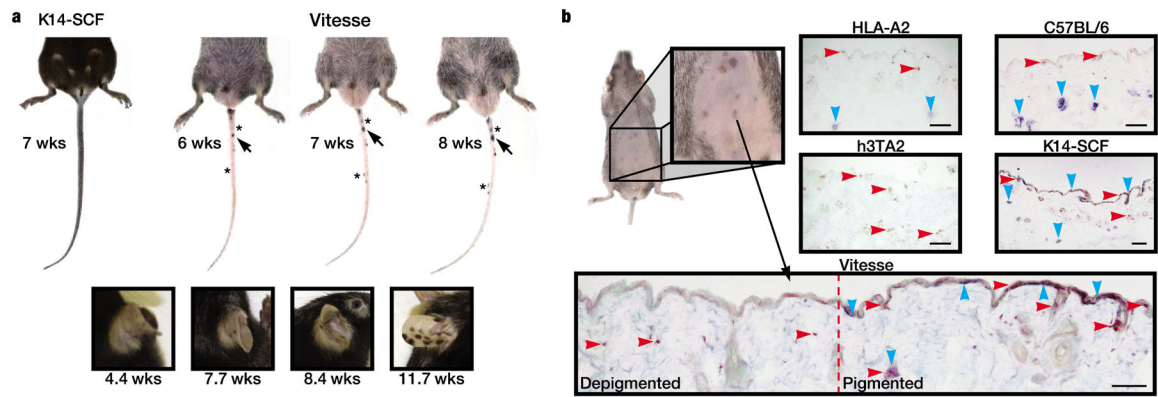 a
K14-SCF
Vitesse
7 wks
6 wks
7 wks
8 wks
*
*
*
*
*
*
4.4 wks
7.7 wks
8.4 wks
11.7 wks
b
HLA-A2
C57BL/6
h3TA2
K14-SCF
Vitesse
Depigmented
Pigmented